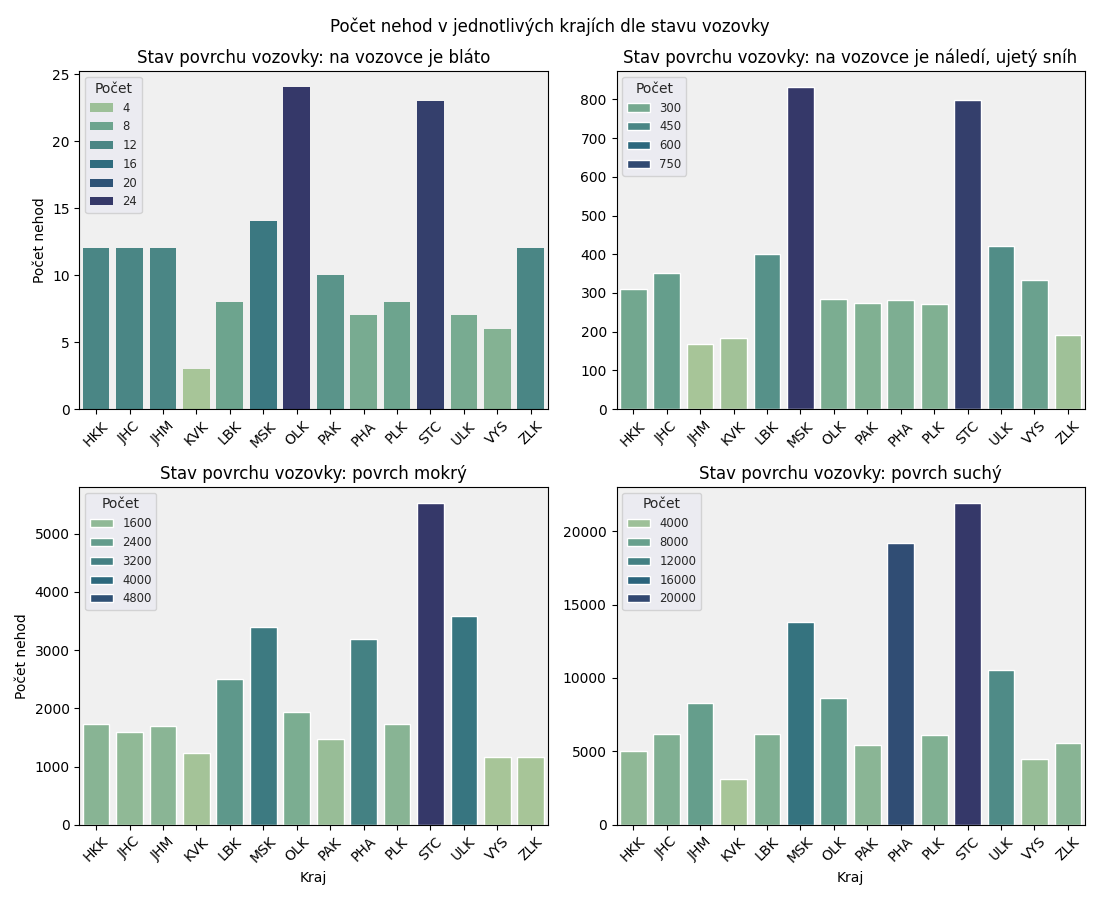 Počet nehod v jednotlivých krajích dle stavu vozovky
Stav povrchu vozovky: na vozovce je bláto
Počet
4
8
12
16
20
24
25
20
15
10
5
0
Počet nehod
HKK JHC JHM KVK LBK MSK OLK PAK PHA PLK STC ULK VYS ZLK
Stav povrchu vozovky: na vozovce je náledí, ujetý sníh
Počet
300
450
600
750
800
700
600
500
400
300
200
100
0
HKK JHC JHM KVK LBK MSK OLK PAK PHA PLK STC ULK VYS ZLK
Stav povrchu vozovky: povrch mokrý
Počet
1600
2400
3200
4000
4800
5000
4000
3000
2000
1000
0
Počet nehod
HKK JHC JHM KVK LBK MSK OLK PAK PHA PLK STC ULK VYS ZLK
Kraj
Stav povrchu vozovky: povrch suchý
Počet
4000
8000
12000
16000
20000
20000
15000
10000
5000
0
HKK JHC JHM KVK LBK MSK OLK PAK PHA PLK STC ULK VYS ZLK
Kraj